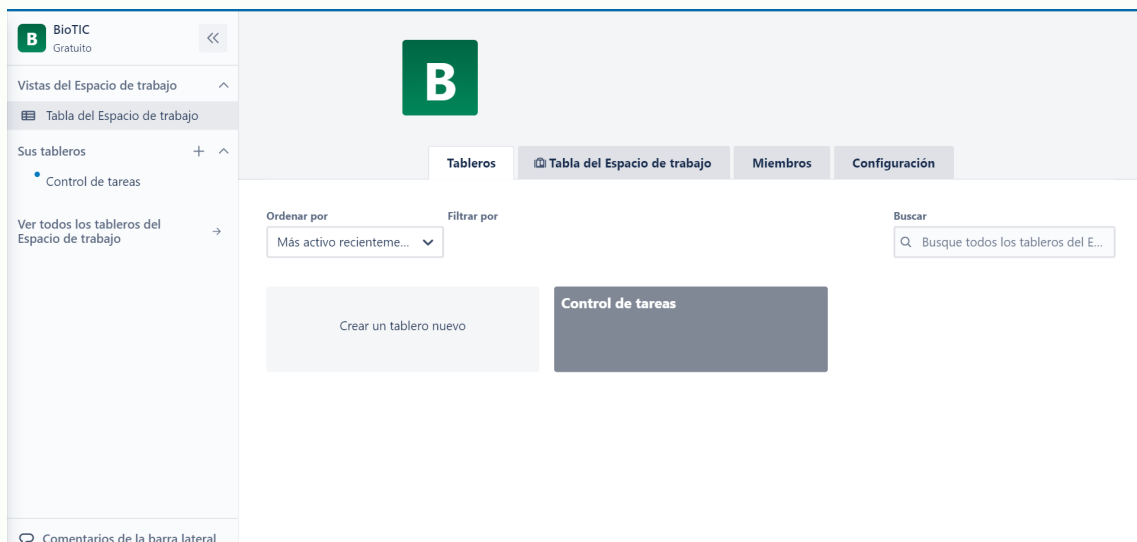 B
BioTIC
Gratuito
Vistas del Espacio de trabajo
Tabla del Espacio de trabajo
Sus tableros
Control de tareas
Ver todos los tableros del
Espacio de trabajo
Comentarios de la barra lateral
B
Tableros
Tabla del Espacio de trabajo
Miembros
Configuración
Ordenar por
Más activo recienteme...
Filtrar por
Buscar
Busque todos los tableros del E...
Crear un tablero nuevo
Control de tareas